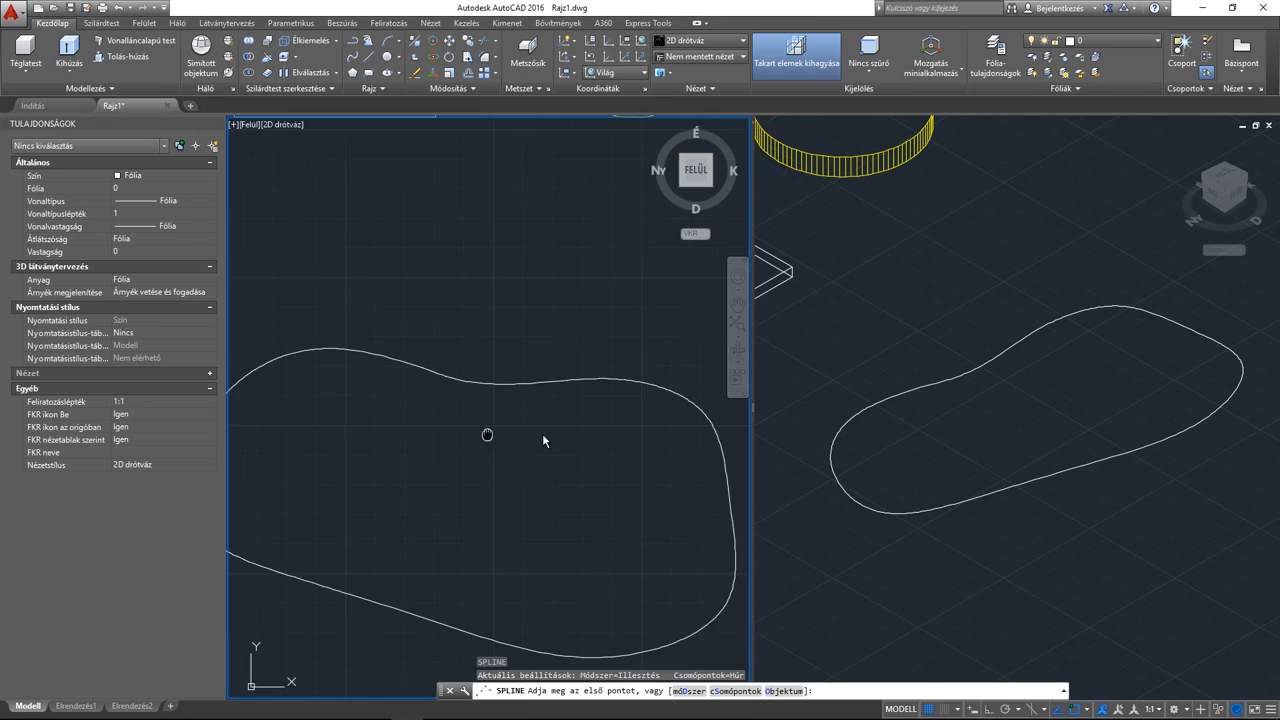 Autodesk AutoCAD 2016 Rajz1.dwg
Kulcsszó vagy kifejezés
Bejelentkezés
Kezdőlap Szilárdtest Felület Háló Látványtervezés Parametrikus Beszúrás Feliratozás Nézet Kezelés Kimenet Bővítmények A360 Express Tools
Téglatest
Kihúzás
Vonalláncalap test
Tolás-húzás
Simított objektum
Élkiemelés
Elválasztás
Metszősík
Világ
2D drótváz
Nem mentett nézet
Takart elemek kihagyása
Nincs szűrő
Mozgatás minialkalmazás
Fólia-tulajdonságok
0
Csoport
Bázispont
Modellezés
Háló
Szilárdtest szerkesztése
Rajz
Módosítás
Metszet
Koordináták
Nézet
Kijelölés
Fóliák
Csoportok
Nézet
Indítás
Rajz1*
TULAJDONSÁGOK
Nincs kiválasztás
Általános
Szín Fólia
Fólia 0
Vonaltípus Fólia
Vonaltípuslépték 1
Vonalvastagság Fólia
Átlátszóság Fólia
Vastagság 0
3D látványtervezés
Anyag Fólia
Árnyék megjelenítése Árnyék vetése és fogadása
Nyomtatási stílus
Nyomtatási stílus Szín
Nyomtatásistílus-táb... Nincs
Nyomtatásistílus-táb... Modell
Nyomtatásistílus-táb... Nem elérhető
Nézet
Egyéb
Feliratozáslépték 1:1
FKR ikon Be Igen
FKR ikon az origóban Igen
FKR nézetablak szerint Igen
FKR neve
Nézetstílus 2D drótváz
[+][Felül][2D drótváz]
É
NY FELÜL K
D
VKR
NY
D
Y
X
SPLINE
Aktuális beállítások: Módszer=Illesztés Csomópontok=Húr
SPLINE Adja meg az első pontot, vagy [móDszer cSomópontok Objektum]:
Modell Elrendezés1 Elrendezés2 +
MODELL
1:1